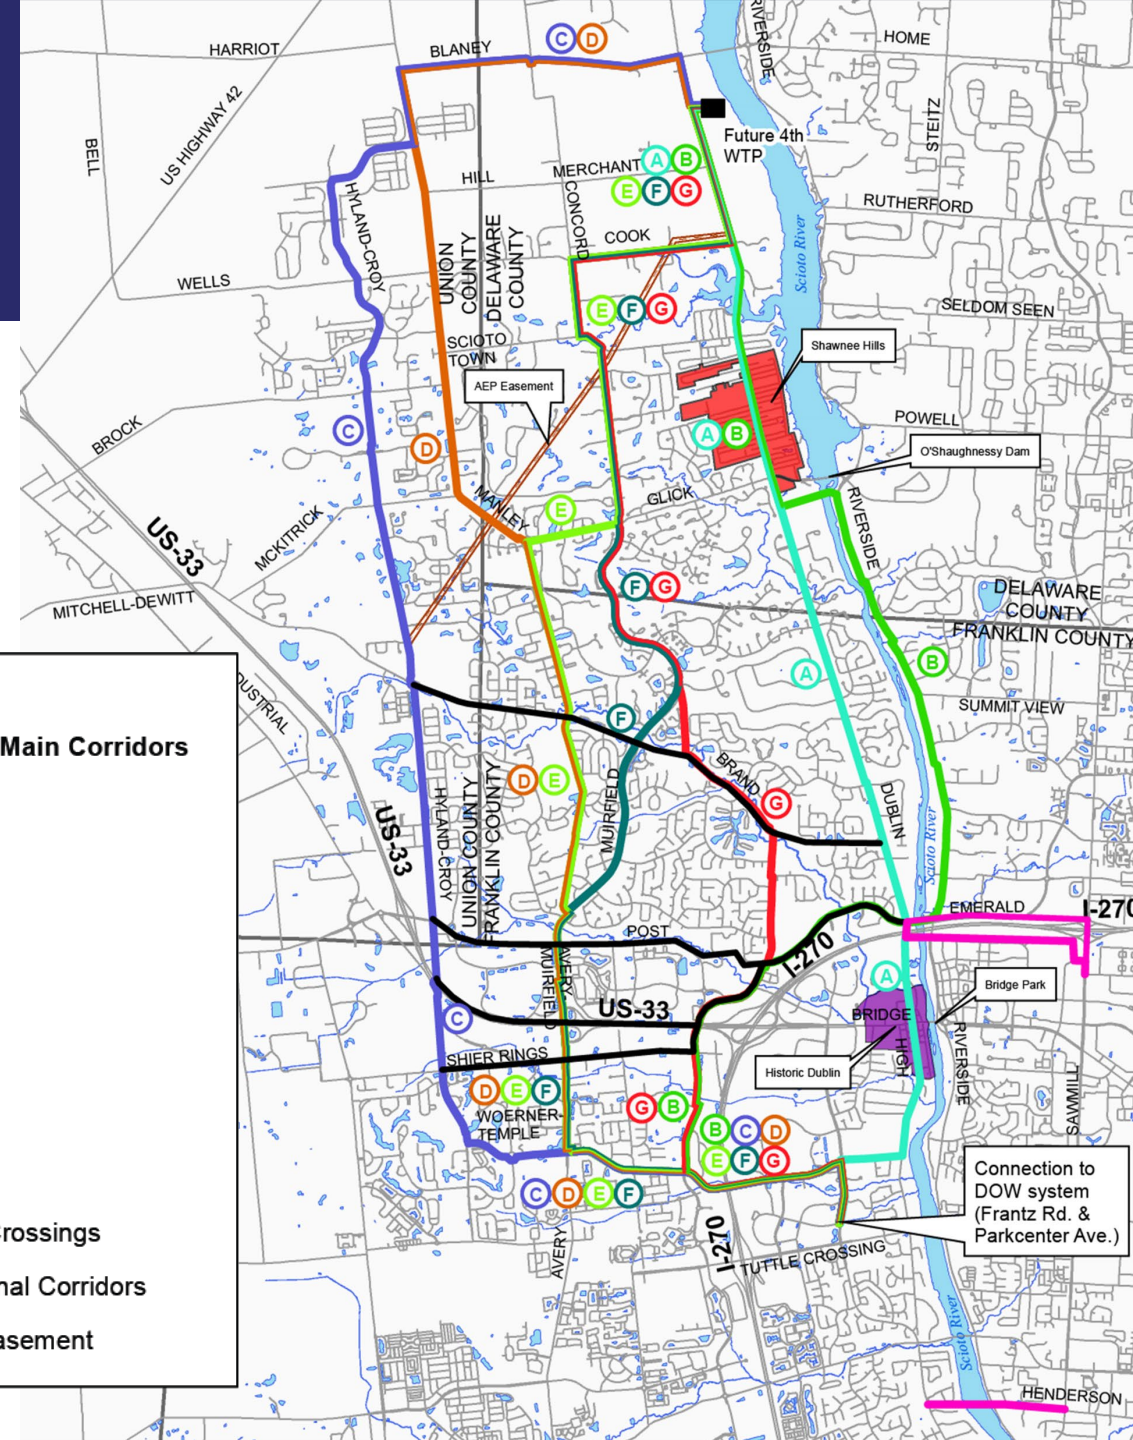 HARRIOT
BLANEY
C D
RIVERSIDE
HOME
US HIGHWAY 42
BELL
STEITZ
Future 4th
WTP
MERCHANT
A B
E F G
HILL
CONCORD
HYLAND-CROY
RUTHERFORD
UNION
COUNTY
DELAWARE
COUNTY
COOK
Scioto River
WELLS
E F G
SELDOM SEEN
SCIOTO
TOWN
Shawnee Hills
AEP Easement
BROCK
C
D
A B
POWELL
O'Shaughnessy Dam
MANLEY
E
GLICK
RIVERSIDE
US-33
MCKITRICK
F G
MITCHELL-DEWITT
DELAWARE
COUNTY
FRANKLIN COUNTY
B
A
DUSTRIAL
SUMMIT VIEW
F
Main Corridors
BRAND
D E
MUIRFIELD
G
DUBLIN
US-33
HYLAND-CROY
UNION COUNTY
FRANKLIN COUNTY
Scioto River
EMERALD
I-270
POST
I-270
AVERY-
MUIRFIELD
A
Bridge Park
US-33
BRIDGE
C
HIGH
RIVERSIDE
SHIER RINGS
Historic Dublin
SAWMILL
D E F
WOERNER-
TEMPLE
G B
B C D
E F G
Connection to
DOW system
(Frantz Rd. &
Parkcenter Ave.)
C D E F
AVERY
I-270
TUTTLE CROSSING
rossings
nal Corridors
asement
Scioto River
HENDERSON